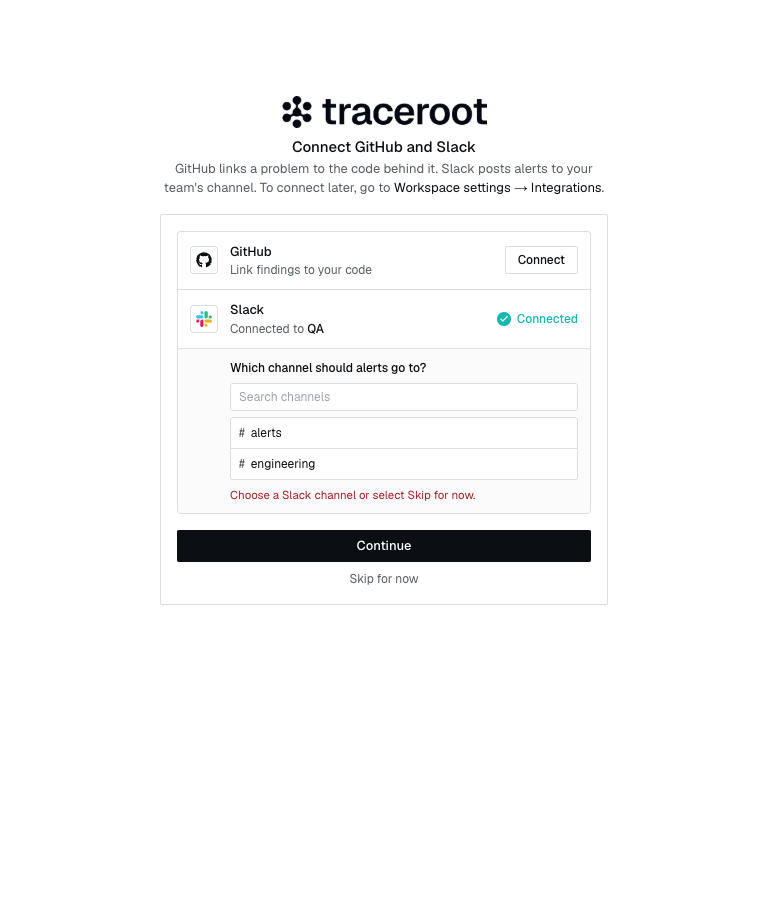 traceroot
Connect GitHub and Slack
GitHub links a problem to the code behind it. Slack posts alerts to your
team's channel. To connect later, go to Workspace settings → Integrations.
GitHub
Link findings to your code
Connect
Slack
Connected to QA
Connected
Which channel should alerts go to?
Search channels
# alerts
# engineering
Choose a Slack channel or select Skip for now.
Continue
Skip for now